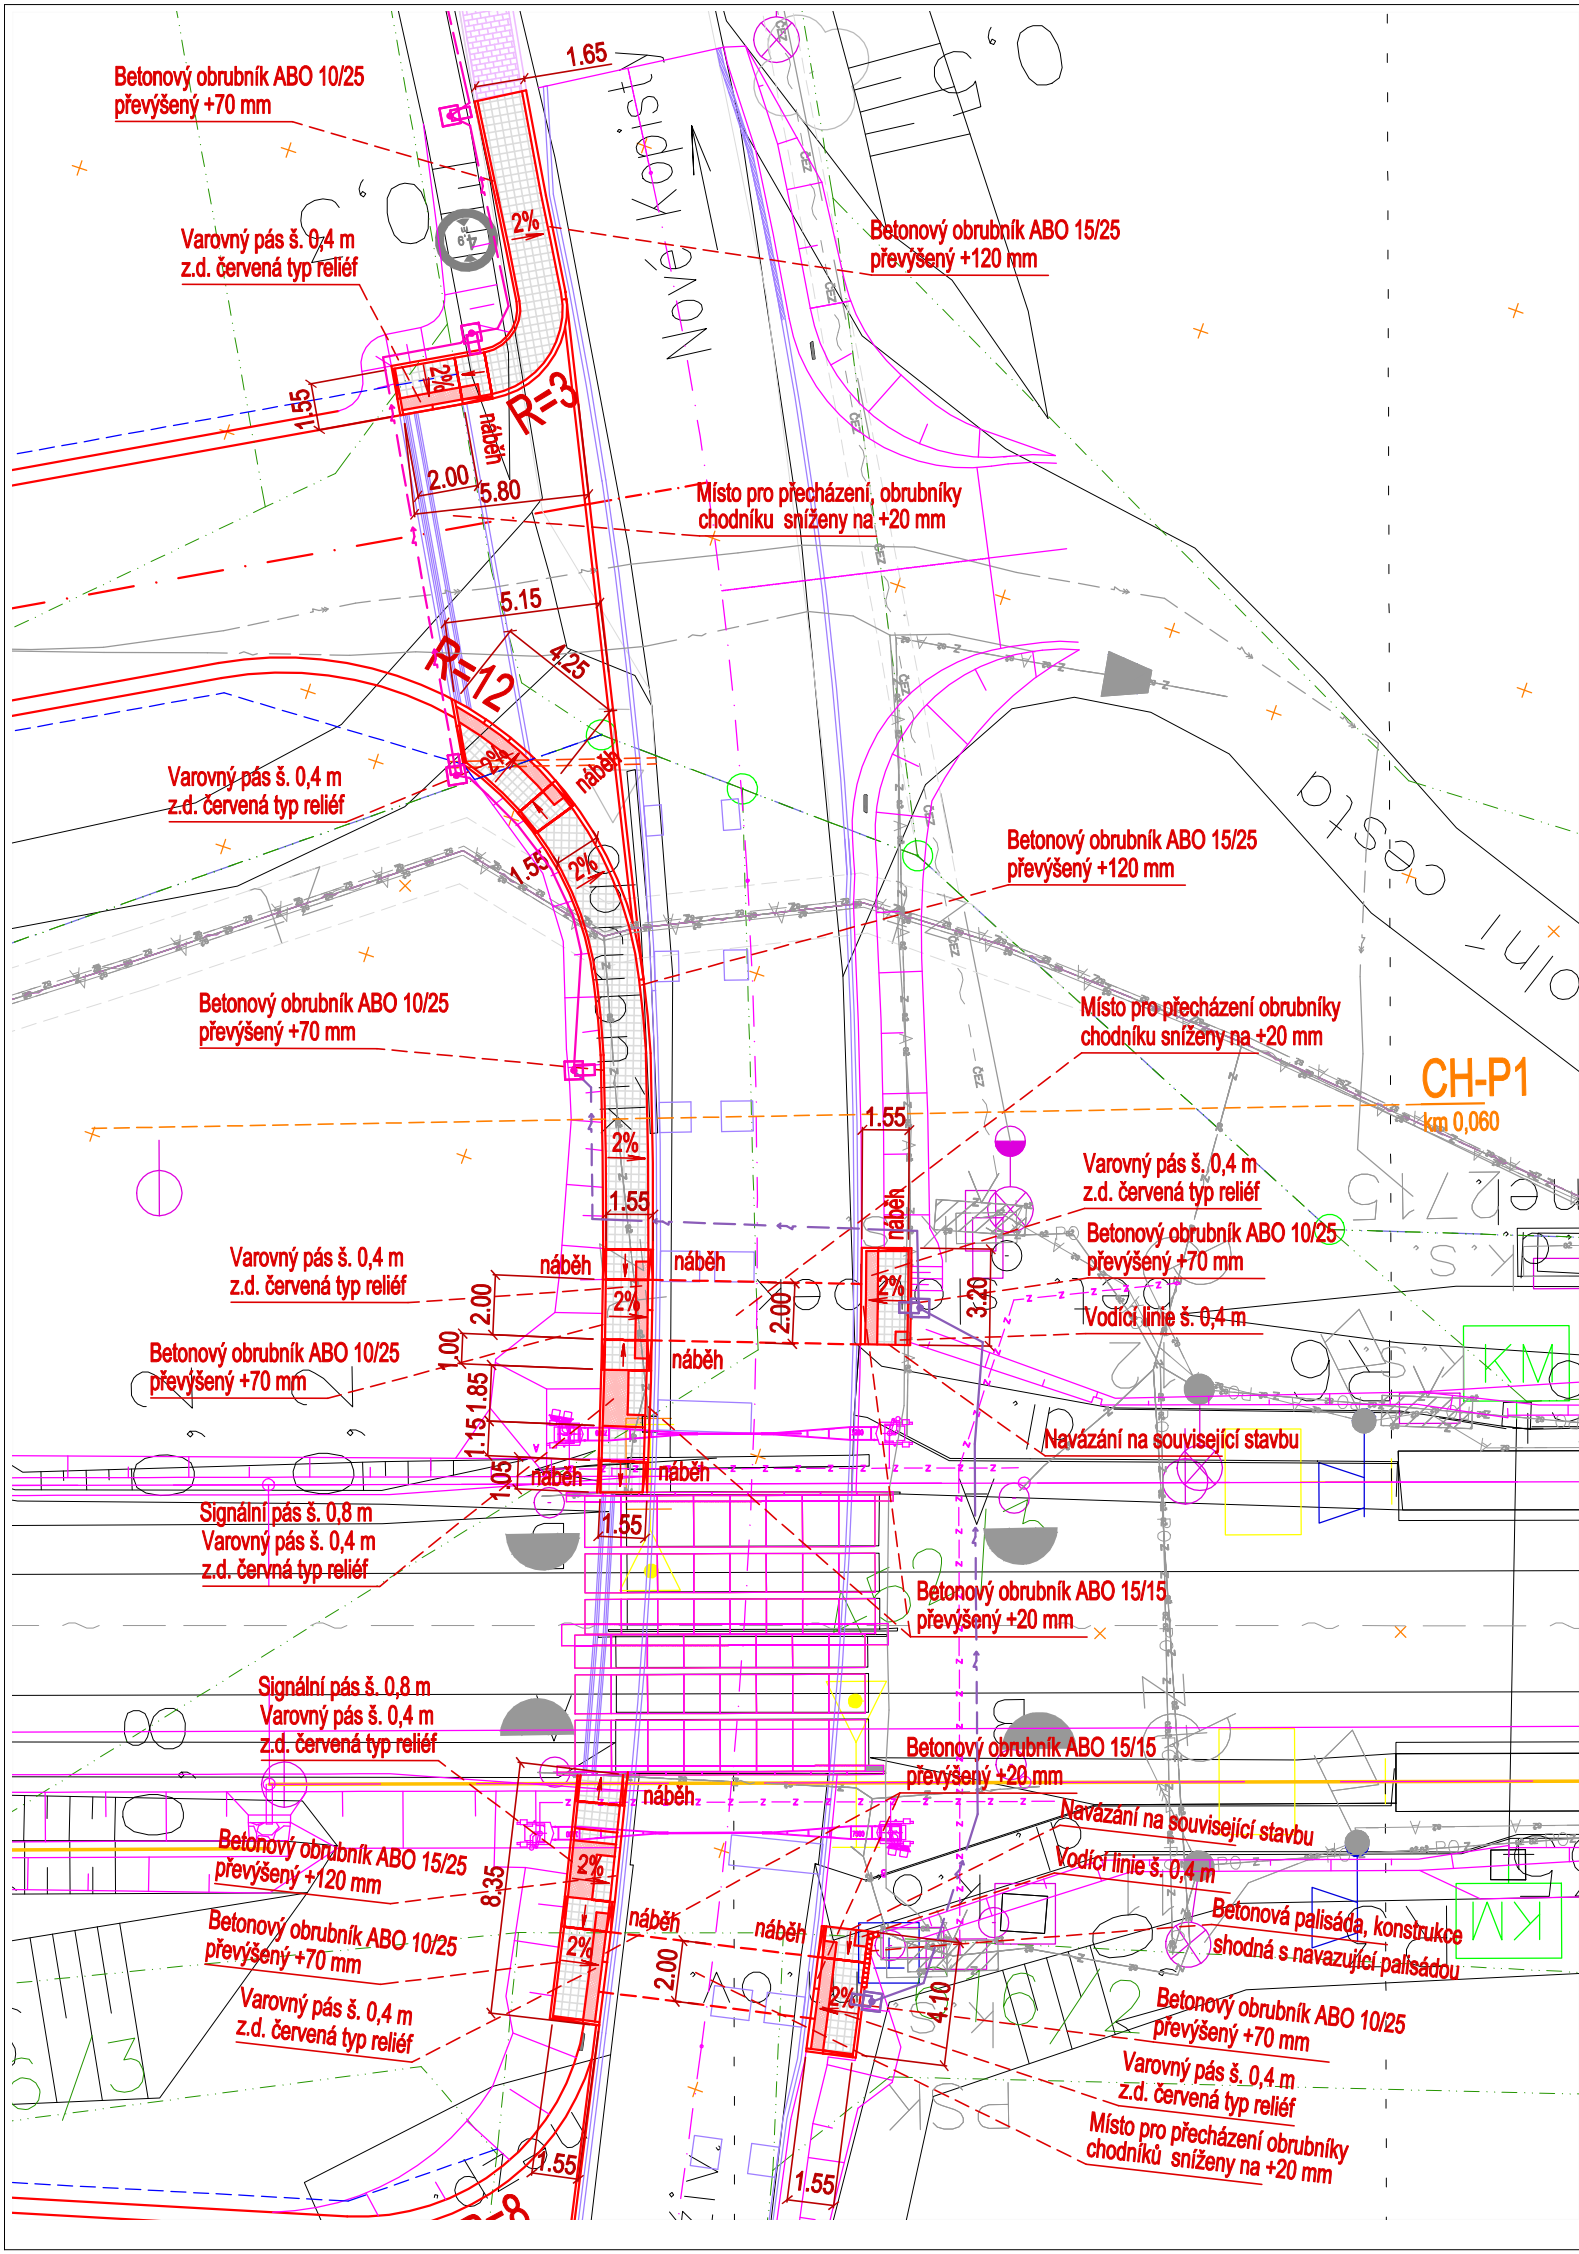 1.65
Betonový obrubník ABO 10/25
převýšený +70 mm
Nové Kopisty
Varovný pás š. 0,4 m
z.d. červená typ reliéf
2%
Betonový obrubník ABO 15/25
převýšený +120 mm
4,9
2%
1.55
R=3
náběh
2.00
5.80
Místo pro přecházení, obrubníky
chodníku sníženy na +20 mm
5.15
4.25
R=12
2%
náběh
Varovný pás š. 0,4 m
z.d. červená typ reliéf
1.55
2%
Betonový obrubník ABO 15/25
převýšený +120 mm
cesta
Betonový obrubník ABO 10/25
převýšený +70 mm
Místo pro přecházení obrubníky
chodníku sníženy na +20 mm
CH-P1
km 0,060
1.55
2%
1.55
náběh
Varovný pás š. 0,4 m
z.d. červená typ reliéf
2715
Betonový obrubník ABO 10/25
převýšený +70 mm
Varovný pás š. 0,4 m
z.d. červená typ reliéf
náběh
náběh
2.00
2%
2.00
2%
3.20
Vodící linie š. 0,4 m
1.00
Betonový obrubník ABO 10/25
převýšený +70 mm
náběh
KM
1.85
1.15
Navázání na související stavbu
1.05
náběh
náběh
Signální pás š. 0,8 m
Varovný pás š. 0,4 m
z.d. červná typ reliéf
1.55
Betonový obrubník ABO 15/15
převýšený +20 mm
Signální pás š. 0,8 m
Varovný pás š. 0,4 m
z.d. červená typ reliéf
Betonový obrubník ABO 15/15
převýšený +20 mm
náběh
Navázání na související stavbu
Betonový obrubník ABO 15/25
převýšený +120 mm
2%
8.35
Vodící linie š. 0,4 m
Betonový obrubník ABO 10/25
převýšený +70 mm
náběh
náběh
Betonová palisáda, konstrukce
shodná s navazující palisádou
KM
2%
2.00
2%
4.10
Varovný pás š. 0,4 m
z.d. červená typ reliéf
Betonový obrubník ABO 10/25
převýšený +70 mm
Varovný pás š. 0,4 m
z.d. červená typ reliéf
Místo pro přecházení obrubníky
chodníků sníženy na +20 mm
1.55
1.55